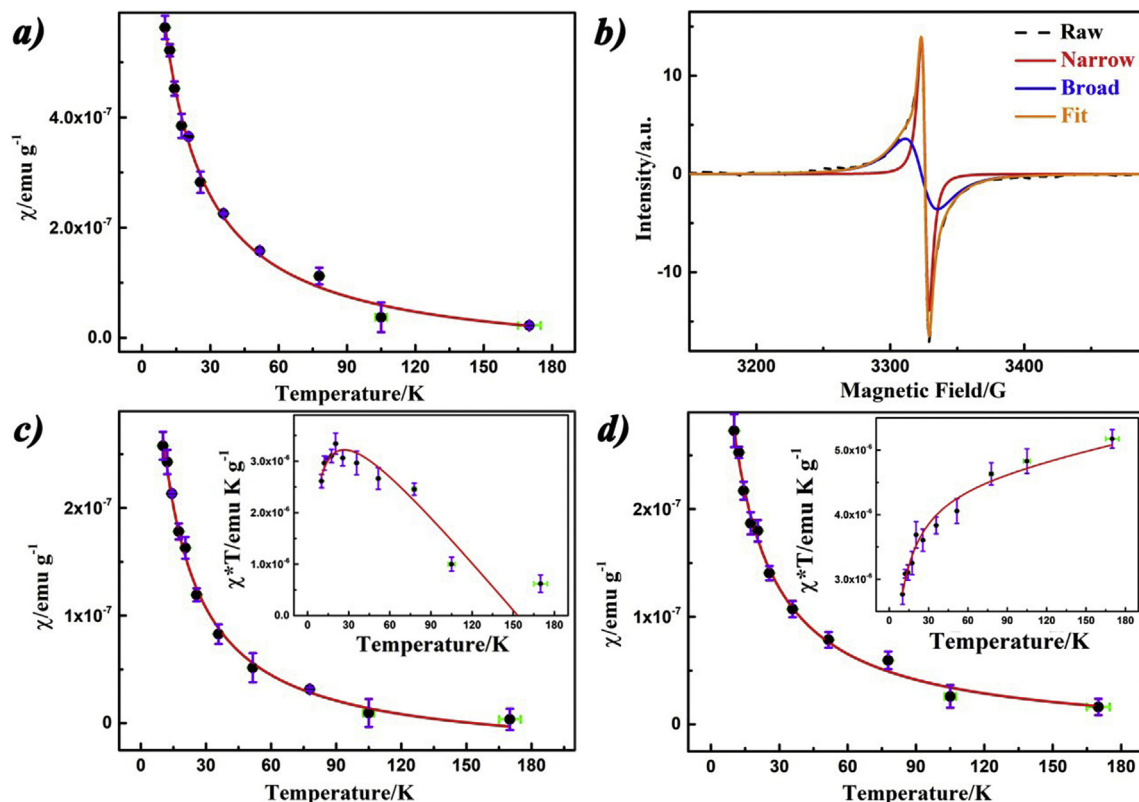 a)
χ/emu g⁻¹
4.0x10⁻⁷
2.0x10⁻⁷
0.0
0 30 60 90 120 150 180
Temperature/K
b)
Intensity/a.u.
10
0
-10
Raw
Narrow
Broad
Fit
3200 3300 3400
Magnetic Field/G
c)
χ/emu g⁻¹
2x10⁻⁷
1x10⁻⁷
0
χ*T/emu K g⁻¹
3.0x10⁻⁶
2.0x10⁻⁶
1.0x10⁻⁶
0.0
0 30 60 90 120 150 180
Temperature/K
0 30 60 90 120 150 180
Temperature/K
d)
χ/emu g⁻¹
2x10⁻⁷
1x10⁻⁷
0
χ*T/emu K g⁻¹
5.0x10⁻⁶
4.0x10⁻⁶
3.0x10⁻⁶
0 30 60 90 120 150 180
Temperature/K
0 30 60 90 120 150 180
Temperature/K